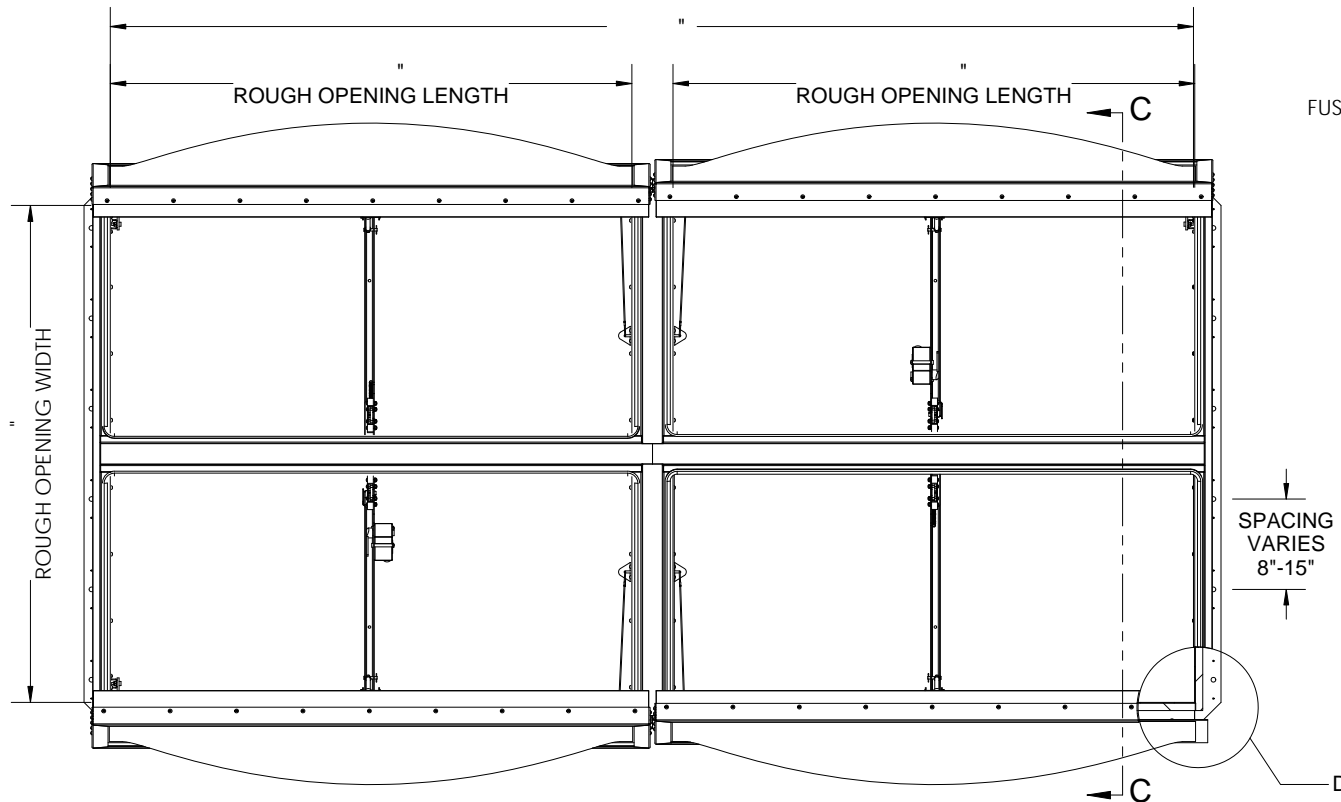 "
"
ROUGH OPENING LENGTH
"
ROUGH OPENING LENGTH
C
FUS
"
ROUGH OPENING WIDTH
SPACING
VARIES
8"-15"
D
C